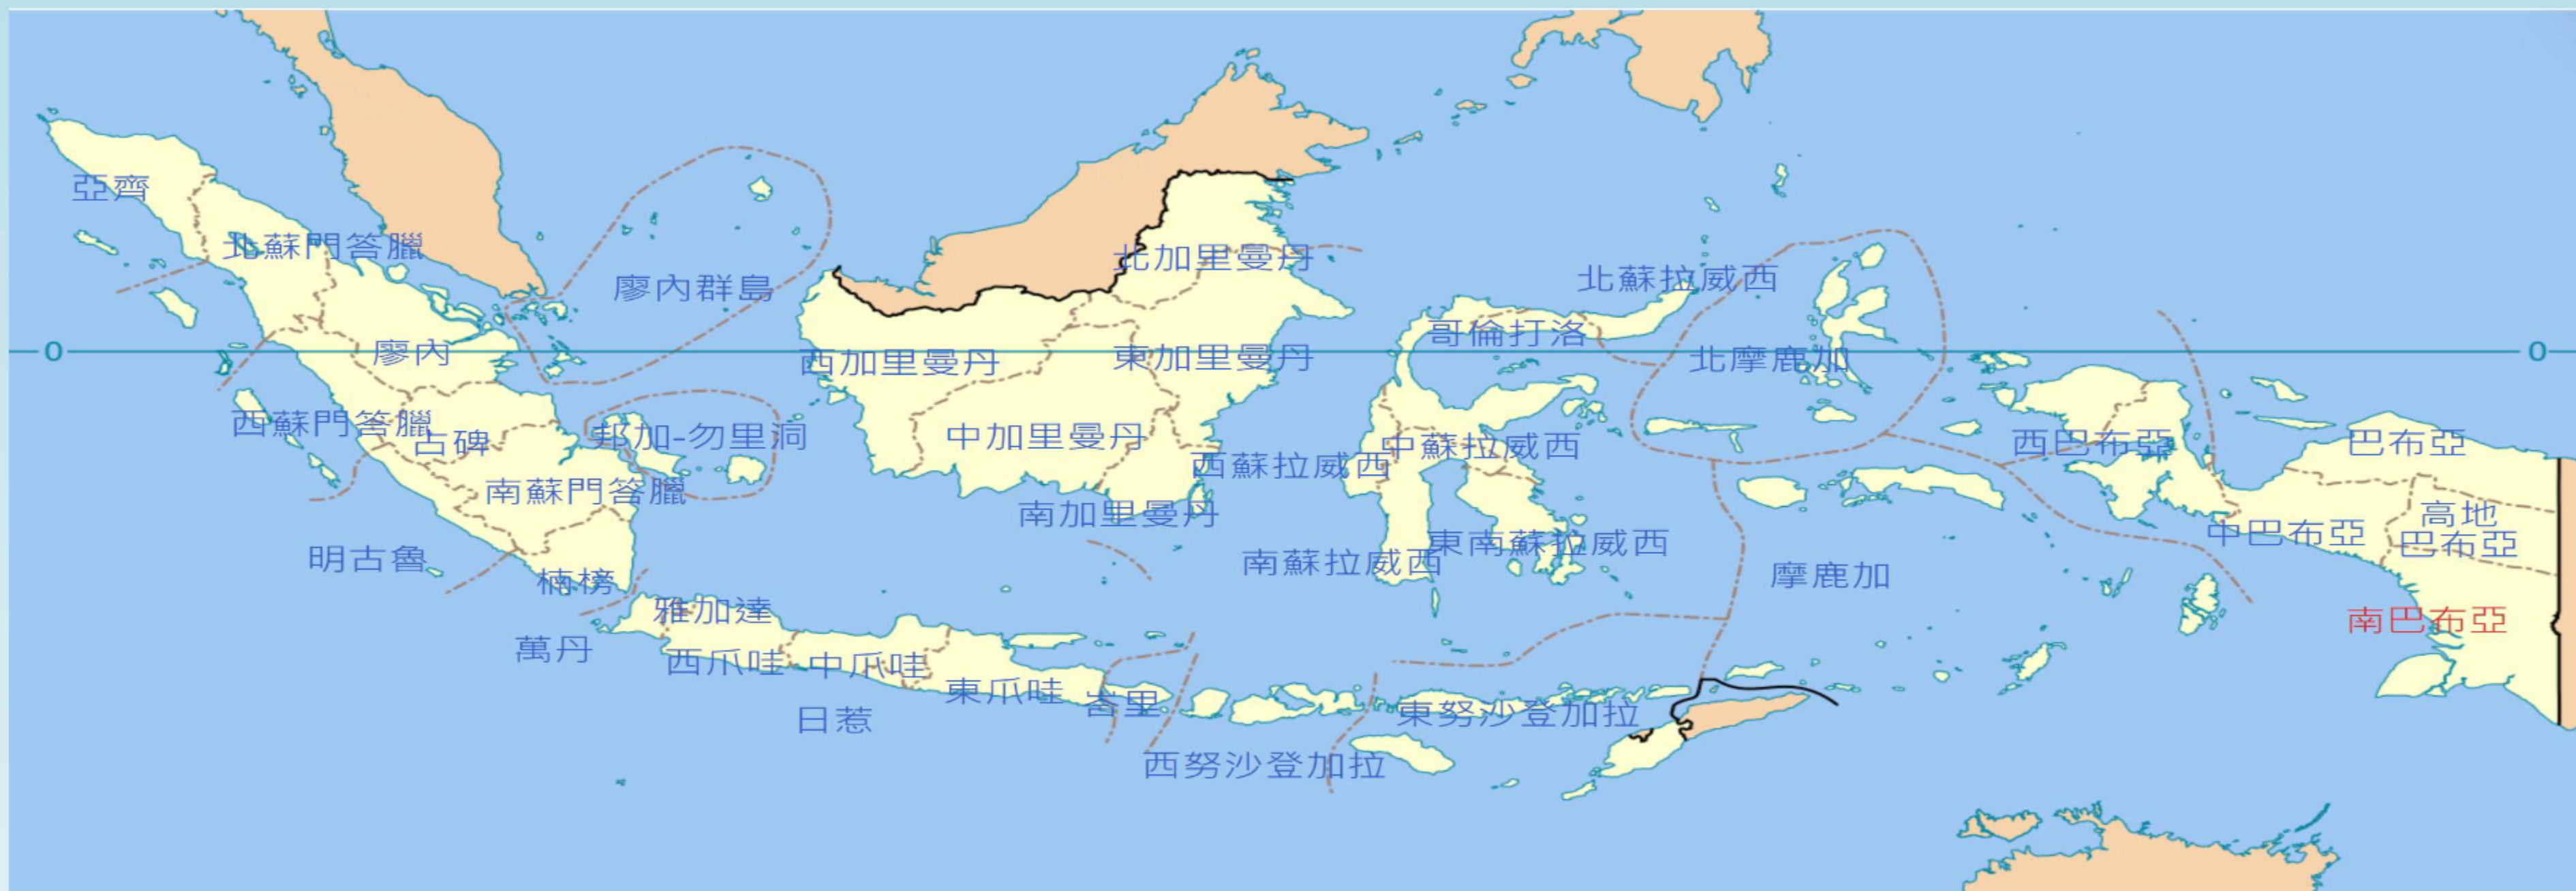 亞齊
北蘇門答臘
廖內群島
廖內
西蘇門答臘
占碑
邦加-勿里洞
南蘇門答臘
明古魯
楠榜
雅加達
萬丹
西爪哇
中爪哇
日惹
東爪哇
峇里
西努沙登加拉
東努沙登加拉
北加里曼丹
西加里曼丹
東加里曼丹
中加里曼丹
南加里曼丹
北蘇拉威西
哥倫打洛
中蘇拉威西
西蘇拉威西
南蘇拉威西
東南蘇拉威西
北摩鹿加
摩鹿加
西巴布亞
巴布亞
中巴布亞
高地
巴布亞
南巴布亞
0
0